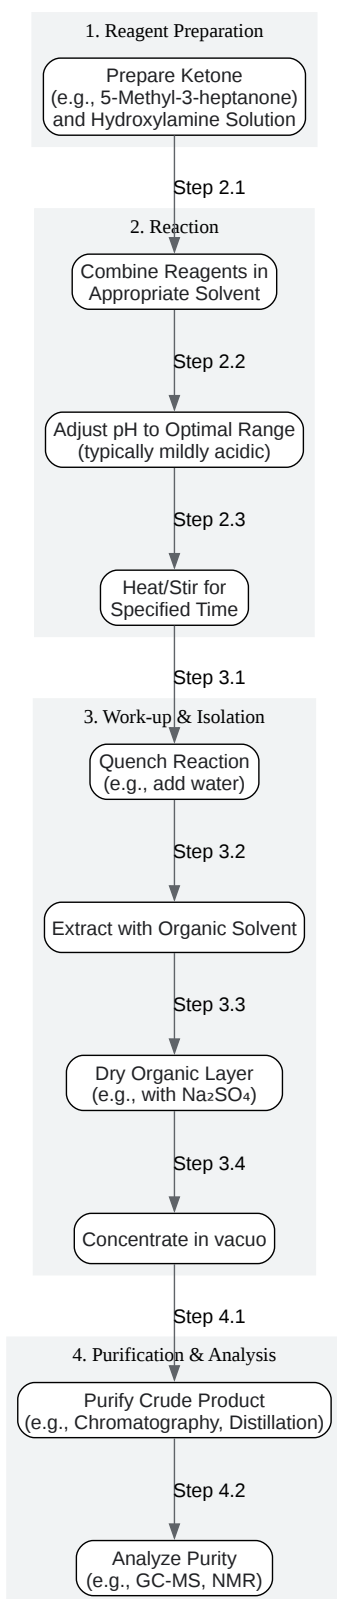 1. Reagent Preparation
Prepare Ketone
(e.g., 5-Methyl-3-heptanone)
and Hydroxylamine Solution
Step 2.1
2. Reaction
Combine Reagents in
Appropriate Solvent
Step 2.2
Adjust pH to Optimal Range
(typically mildly acidic)
Step 2.3
Heat/Stir for
Specified Time
Step 3.1
3. Work-up & Isolation
Quench Reaction
(e.g., add water)
Step 3.2
Extract with Organic Solvent
Step 3.3
Dry Organic Layer
(e.g., with Na₂SO₄)
Step 3.4
Concentrate in vacuo
Step 4.1
4. Purification & Analysis
Purify Crude Product
(e.g., Chromatography, Distillation)
Step 4.2
Analyze Purity
(e.g., GC-MS, NMR)